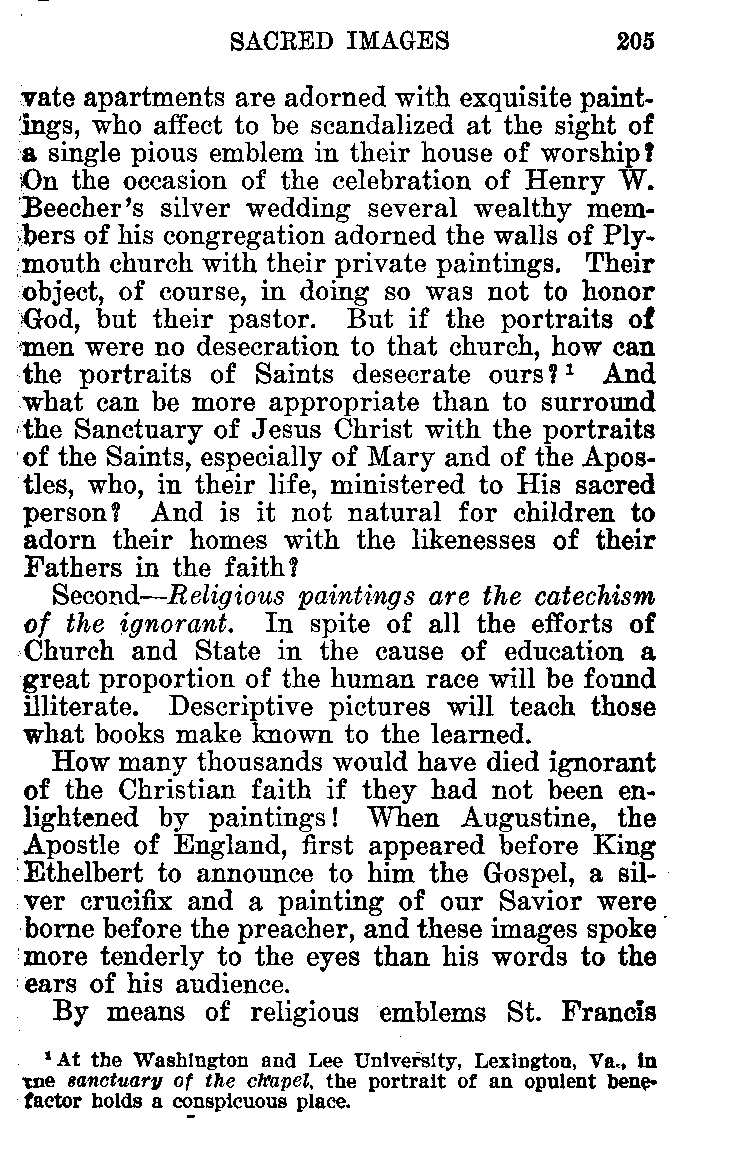 SACRED IMAGES 205
vate apartments are adorned with exquisite paint-
ings, who affect to be scandalized at the sight of
a single pious emblem in their house of worship?
On the occasion of the celebration of Henry W.
Beecher's silver wedding several wealthy mem-
bers of his congregation adorned the walls of Ply-
mouth church with their private paintings. Their
object, of course, in doing so was not to honor
God, but their pastor. But if the portraits of
men were no desecration to that church, how can
the portraits of Saints desecrate ours?¹ And
what can be more appropriate than to surround
the Sanctuary of Jesus Christ with the portraits
of the Saints, especially of Mary and of the Apos-
tles, who, in their life, ministered to His sacred
person? And is it not natural for children to
adorn their homes with the likenesses of their
Fathers in the faith?
Second—Religious paintings are the catechism
of the ignorant. In spite of all the efforts of
Church and State in the cause of education a
great proportion of the human race will be found
illiterate. Descriptive pictures will teach those
what books make known to the learned.
How many thousands would have died ignorant
of the Christian faith if they had not been en-
lightened by paintings! When Augustine, the
Apostle of England, first appeared before King
Ethelbert to announce to him the Gospel, a sil-
ver crucifix and a painting of our Savior were
borne before the preacher, and these images spoke
more tenderly to the eyes than his words to the
ears of his audience.
By means of religious emblems St. Francis
¹ At the Washington and Lee University, Lexington, Va., in
the sanctuary of the chapel, the portrait of an opulent bene-
factor holds a conspicuous place.